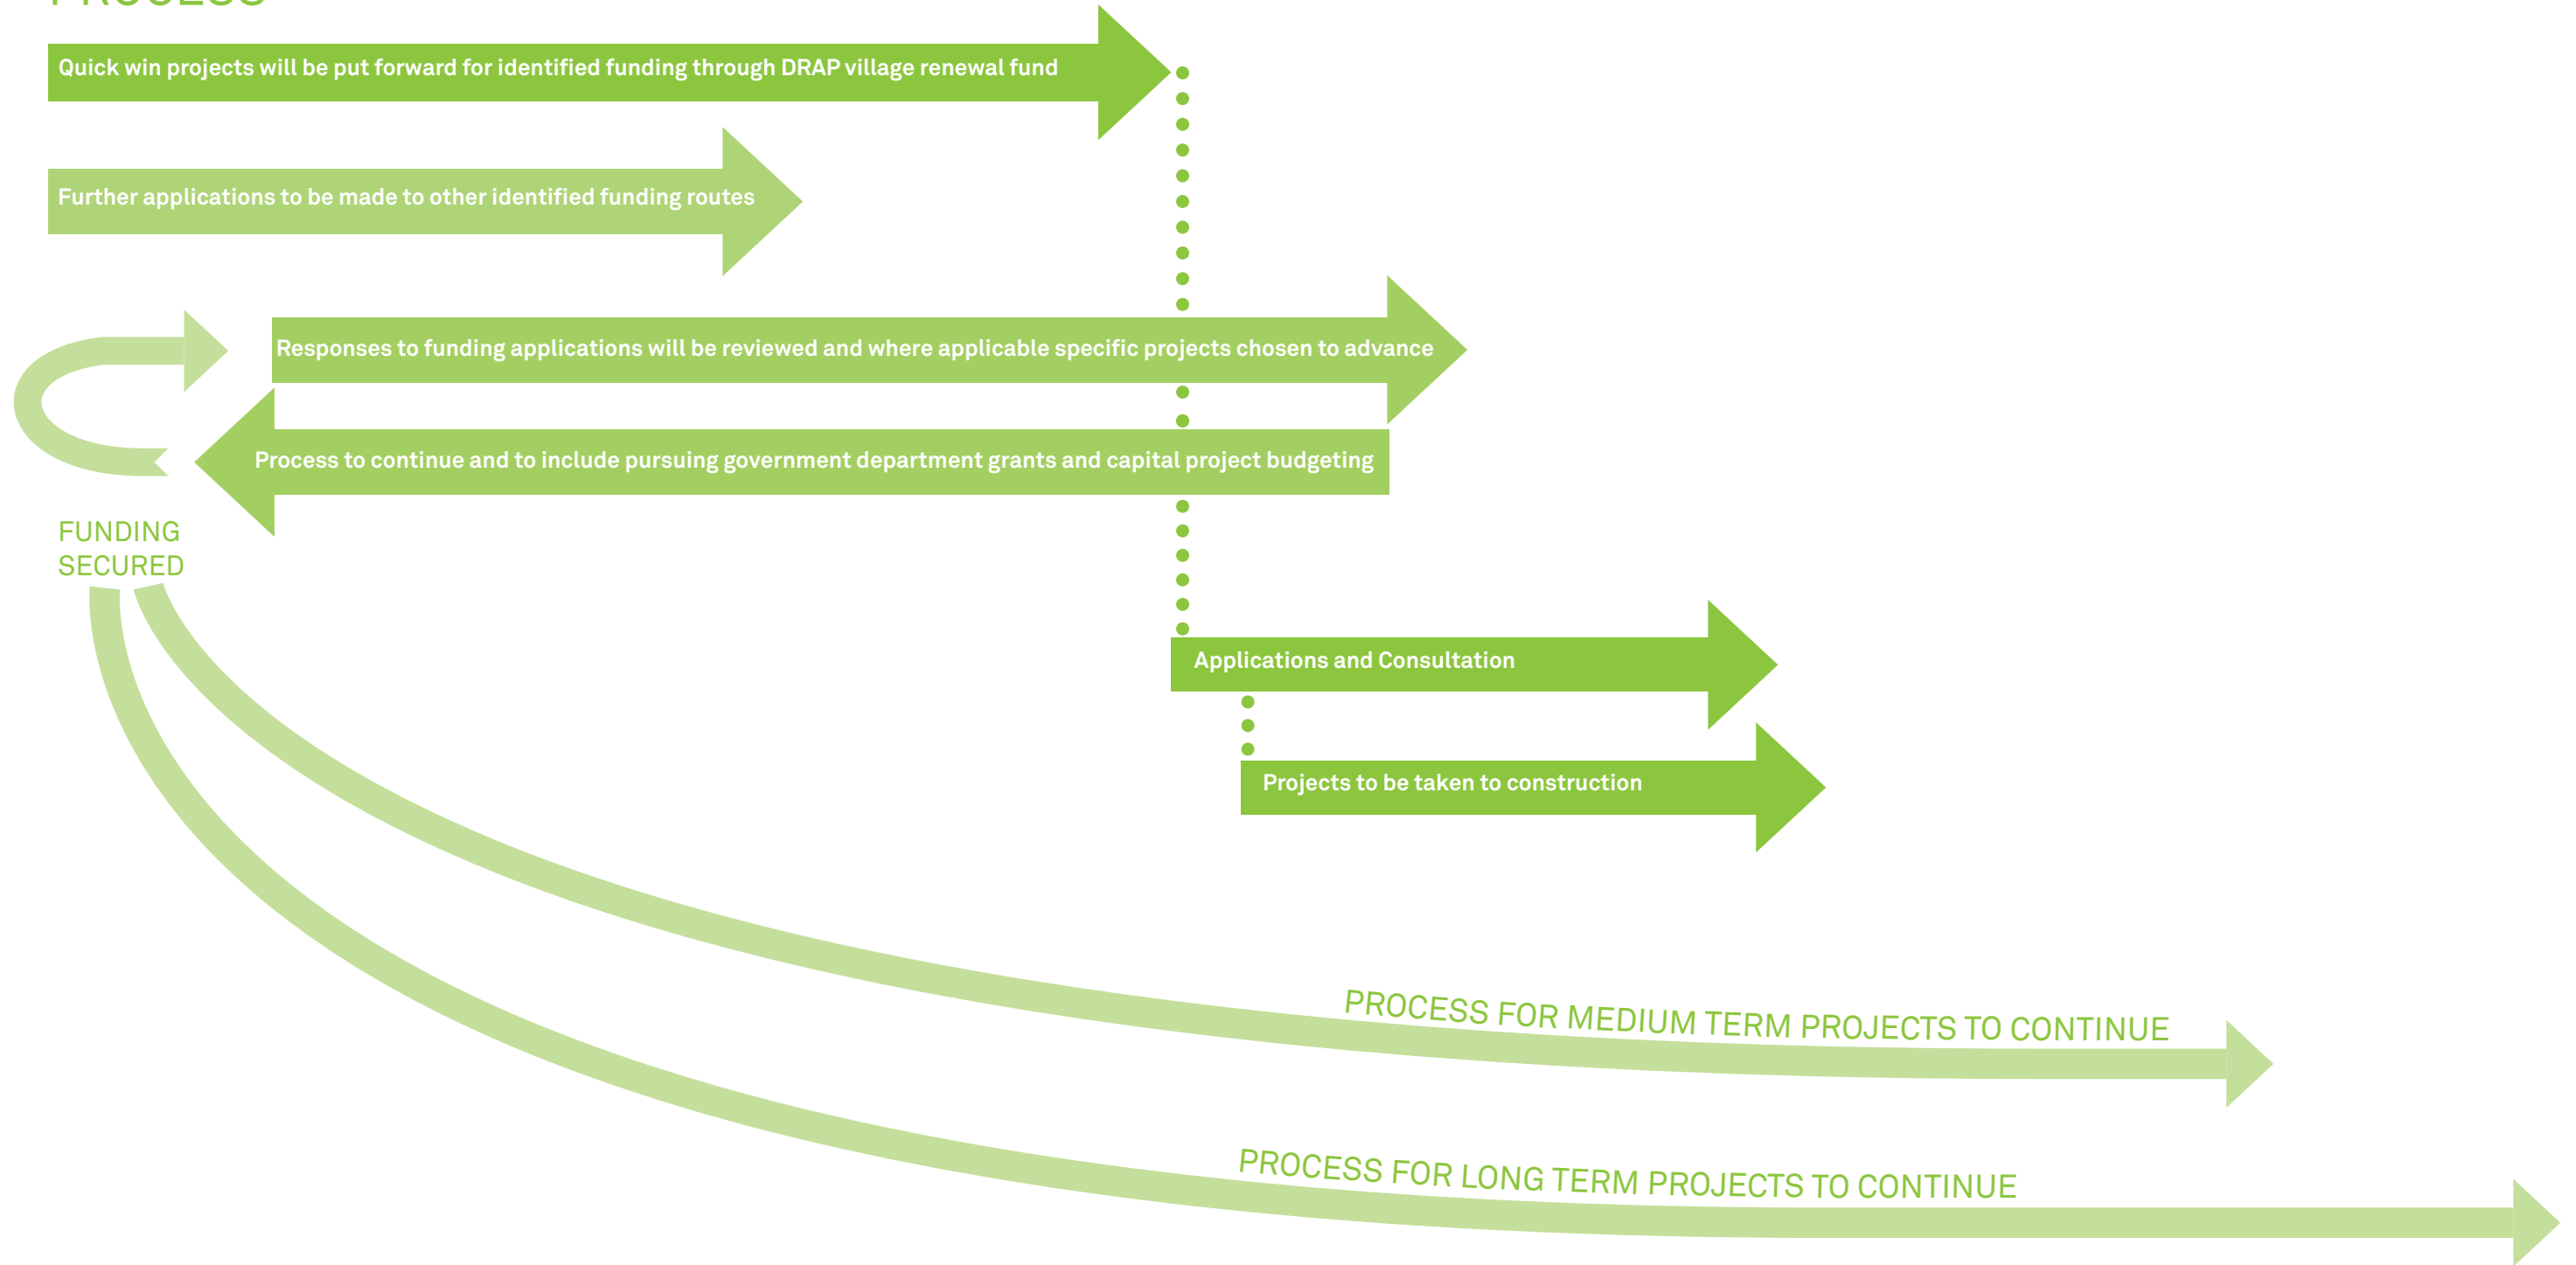 PROCESS
Quick win projects will be put forward for identified funding through DRAP village renewal fund
Further applications to be made to other identified funding routes
Responses to funding applications will be reviewed and where applicable specific projects chosen to advance
Process to continue and to include pursuing government department grants and capital project budgeting
FUNDING
SECURED
Applications and Consultation
Projects to be taken to construction
PROCESS FOR MEDIUM TERM PROJECTS TO CONTINUE
PROCESS FOR LONG TERM PROJECTS TO CONTINUE